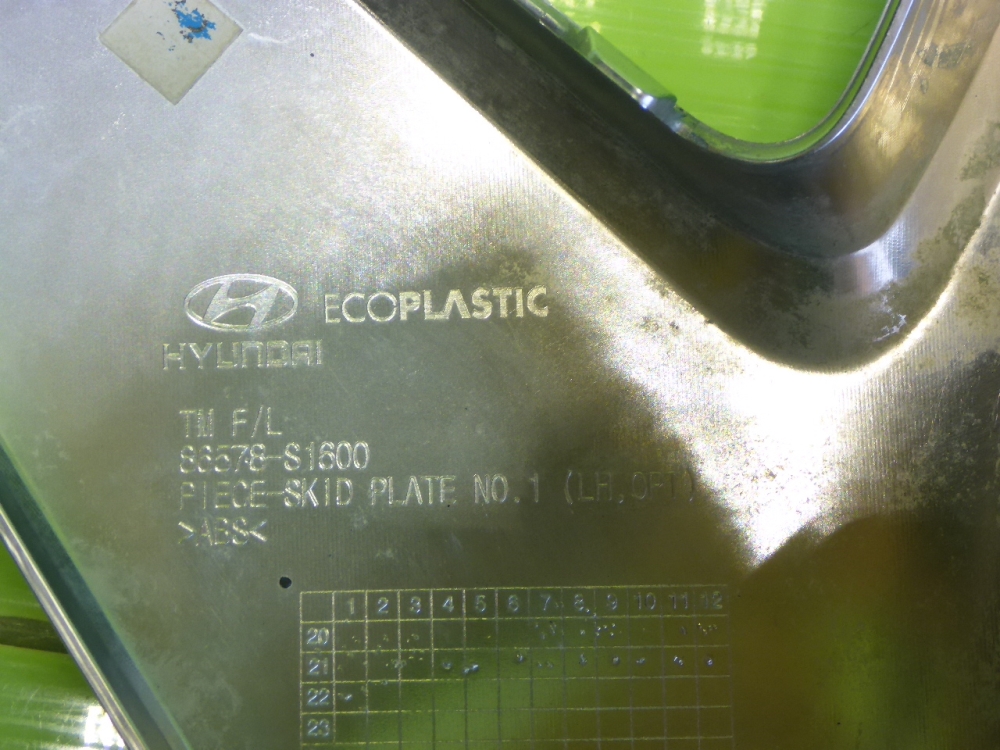 ECOPLASTIC
HYUNDAI
TM F/L
86578-S1600
PIECE-SKID PLATE NO.1 (LH,OPT)
>ABS<
1 2 3 4 5 6 7 8 9 10 11 12
20
21
22
23